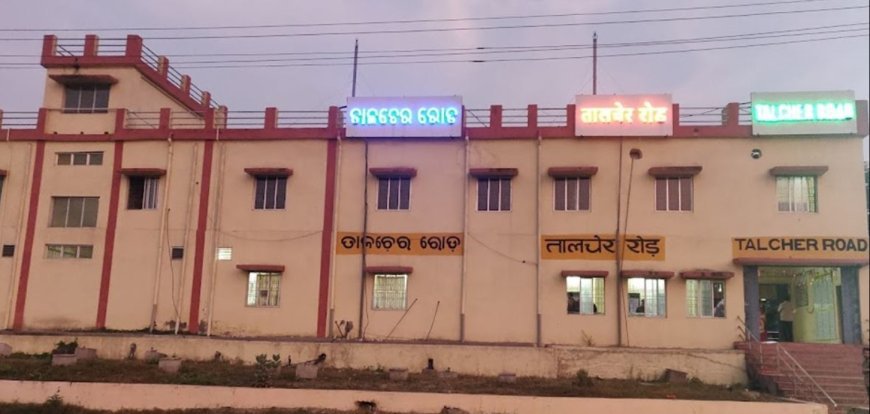 ତାଳଚେର ରୋଡ଼
तालचेर रोड
TALCHER ROAD
ତାଳଚ଼େର ରୋଡ଼
तालचेर रोड़
TALCHER ROAD